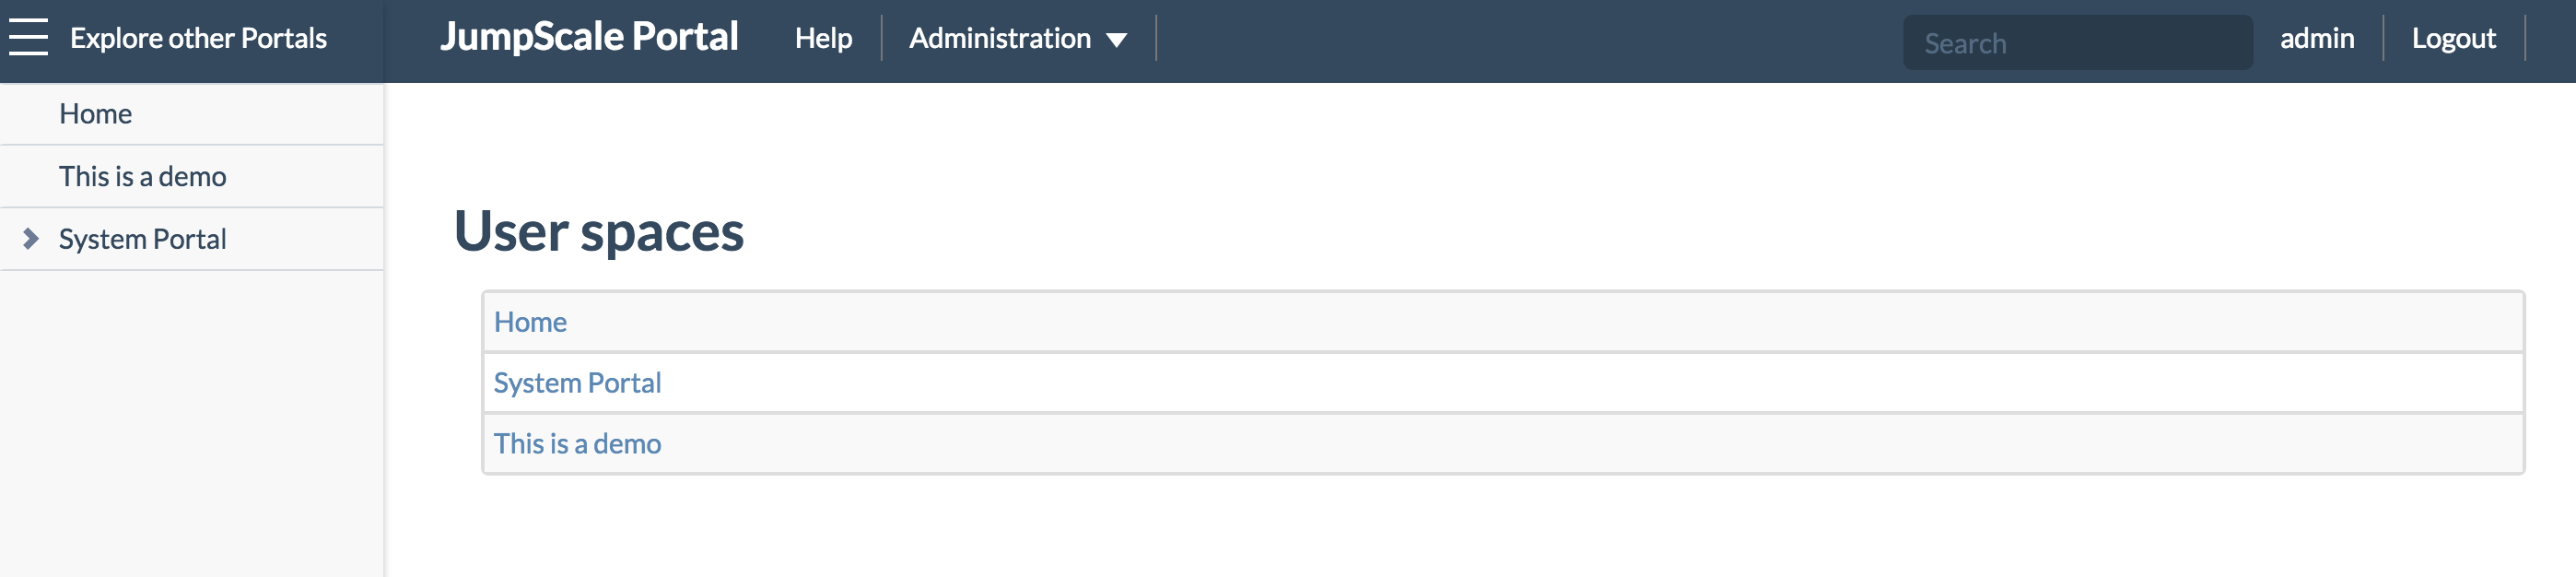 Explore other Portals
JumpScale Portal
Help
Administration
Search
admin
Logout
Home
This is a demo
System Portal
User spaces
Home
System Portal
This is a demo